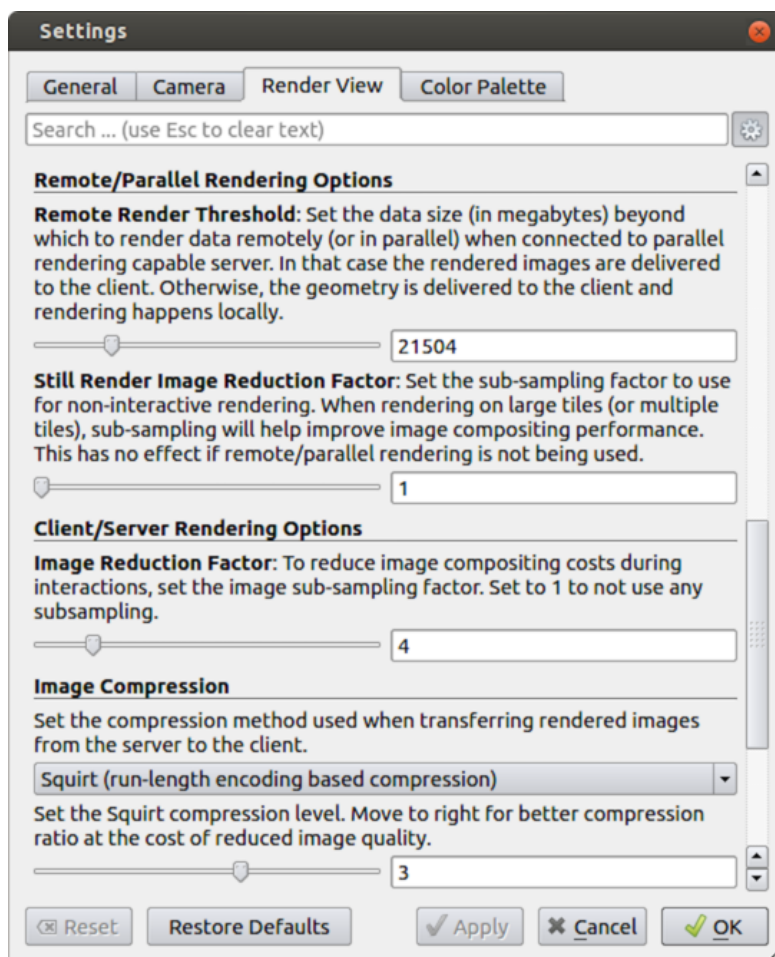 Settings
General
Camera
Render View
Color Palette
Search ... (use Esc to clear text)
Remote/Parallel Rendering Options
Remote Render Threshold: Set the data size (in megabytes) beyond
which to render data remotely (or in parallel) when connected to parallel
rendering capable server. In that case the rendered images are delivered
to the client. Otherwise, the geometry is delivered to the client and
rendering happens locally.
21504
Still Render Image Reduction Factor: Set the sub-sampling factor to use
for non-interactive rendering. When rendering on large tiles (or multiple
tiles), sub-sampling will help improve image compositing performance.
This has no effect if remote/parallel rendering is not being used.
1
Client/Server Rendering Options
Image Reduction Factor: To reduce image compositing costs during
interactions, set the image sub-sampling factor. Set to 1 to not use any
subsampling.
4
Image Compression
Set the compression method used when transferring rendered images
from the server to the client.
Squirt (run-length encoding based compression)
Set the Squirt compression level. Move to right for better compression
ratio at the cost of reduced image quality.
3
Reset
Restore Defaults
Apply
Cancel
OK